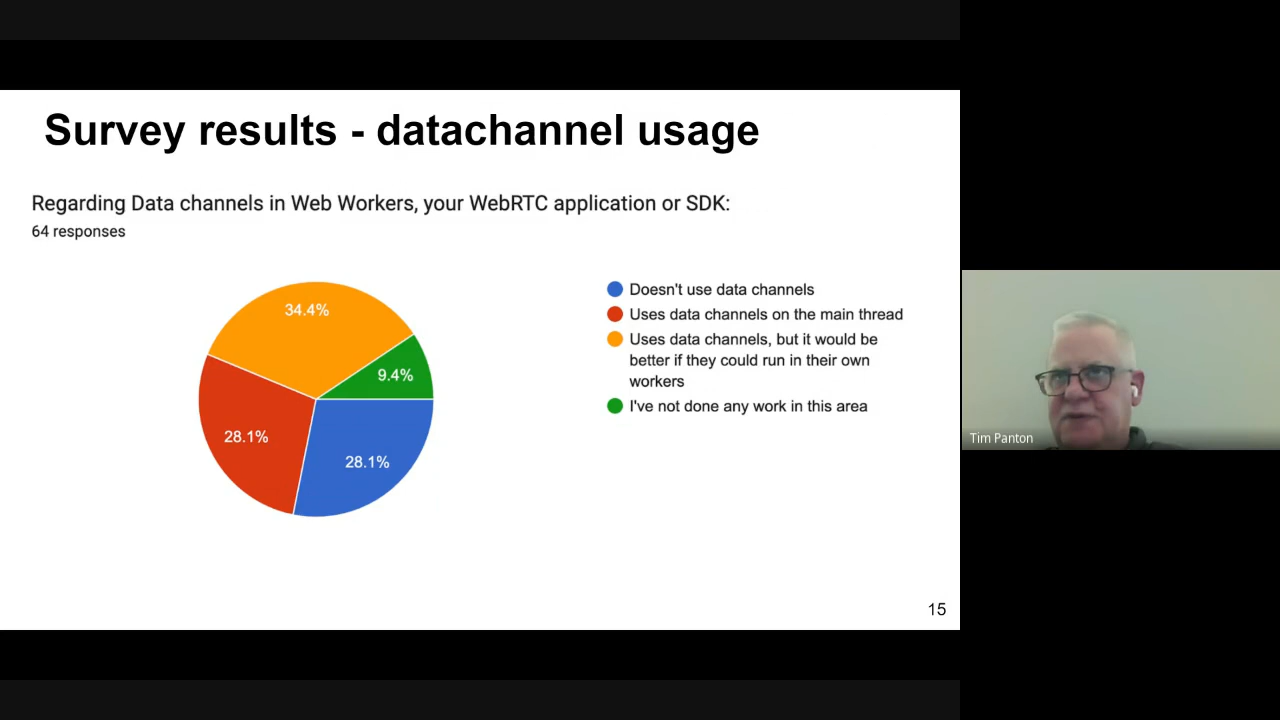 Survey results - datachannel usage
Regarding Data channels in Web Workers, your WebRTC application or SDK:
64 responses
34.4%
9.4%
28.1%
28.1%
Doesn't use data channels
Uses data channels on the main thread
Uses data channels, but it would be
better if they could run in their own
workers
I've not done any work in this area
Tim Panton
15